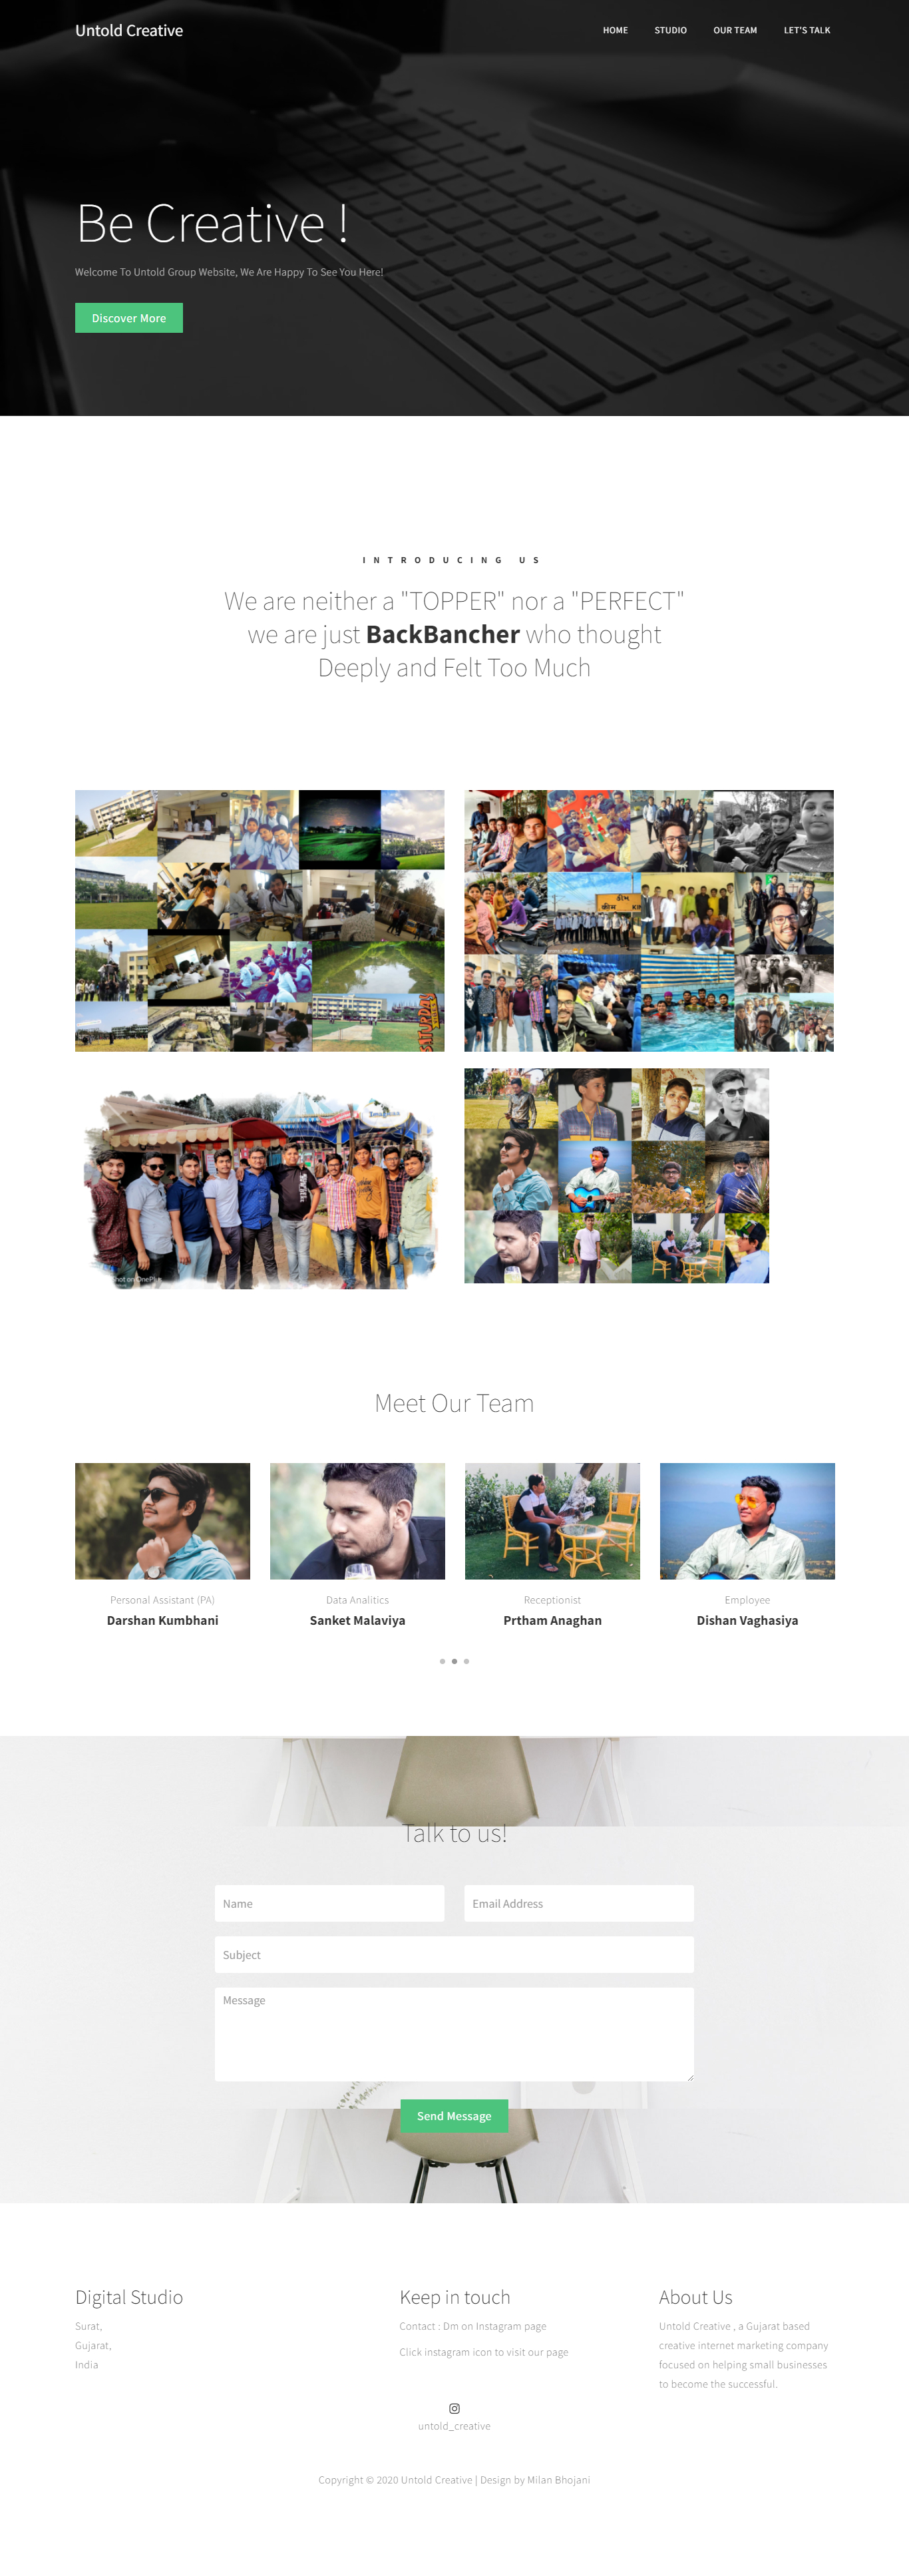 Untold Creative
HOME STUDIO OUR TEAM LET'S TALK
Be Creative !
Welcome To Untold Group Website, We Are Happy To See You Here!
Discover More
INTRODUCING US
We are neither a "TOPPER" nor a "PERFECT"
we are just BackBancher who thought
Deeply and Felt Too Much
SATURDAY
Shot on OnePlus
Meet Our Team
Personal Assistant (PA)
Darshan Kumbhani
Data Analitics
Sanket Malaviya
Receptionist
Prtham Anaghan
Employee
Dishan Vaghasiya
Talk to us!
Name
Email Address
Subject
Message
Send Message
Digital Studio
Surat,
Gujarat,
India
Keep in touch
Contact : Dm on Instagram page
Click instagram icon to visit our page
untold_creative
About Us
Untold Creative , a Gujarat based
creative internet marketing company
focused on helping small businesses
to become the successful.
Copyright © 2020 Untold Creative | Design by Milan Bhojani